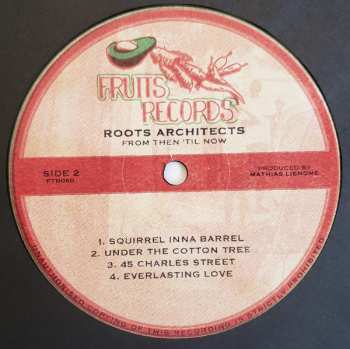 FRUITS
RECORDS
ROOTS ARCHITECTS
FROM THEN 'TIL NOW
SIDE 2
PRODUCED BY
MATHIAS LIENGME
1. SQUIRREL INNA BARREL
2. UNDER THE COTTON TREE
3. 45 CHARLES STREET
4. EVERLASTING LOVE
UNAUTHORISED COPYING OF THIS RECORDING IS STRICTLY PROHIBITED